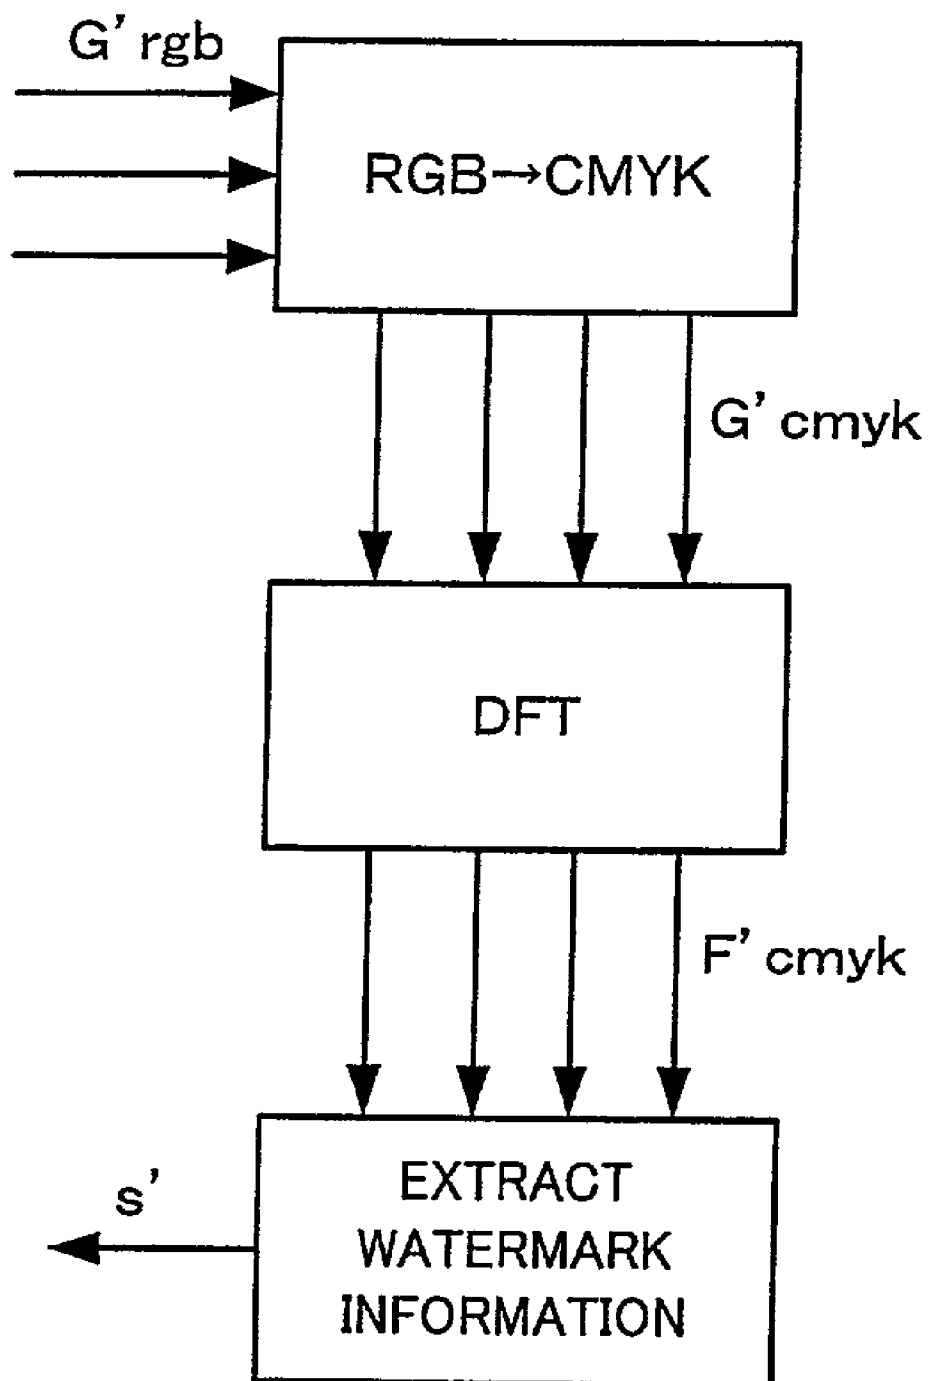 G' rgb
RGB→CMYK
G' cmyk
DFT
F' cmyk
EXTRACT
WATERMARK
INFORMATION
s'